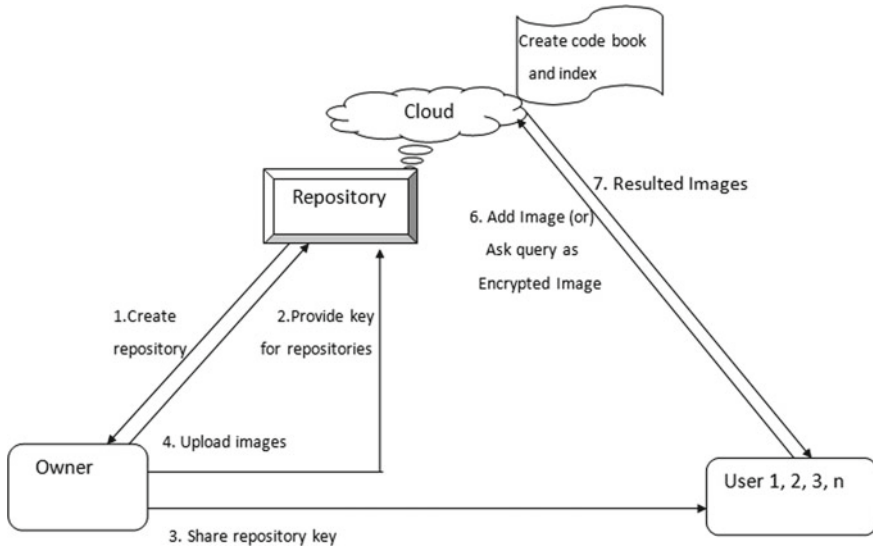 Create code book
and index
Cloud
Repository
7. Resulted Images
6. Add Image (or)
Ask query as
Encrypted Image
1.Create
repository
2.Provide key
for repositories
4. Upload images
Owner
User 1, 2, 3, n
3. Share repository key